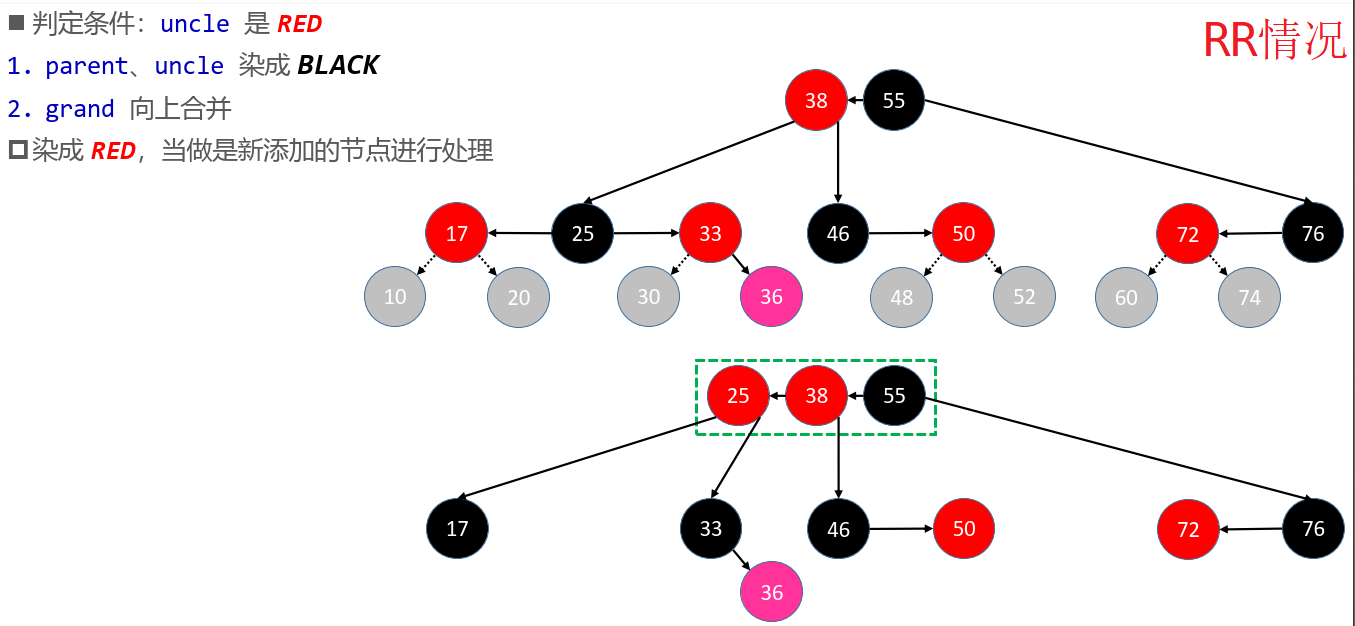 判定条件：uncle 是 RED
RR情况
1. parent、uncle 染成 BLACK
2. grand 向上合并
染成 RED，当做是新添加的节点进行处理
38 55
17 25 33 46 50 72 76
10 20 30 36 48 52 60 74
25 38 55
17 33 46 50 72 76
36